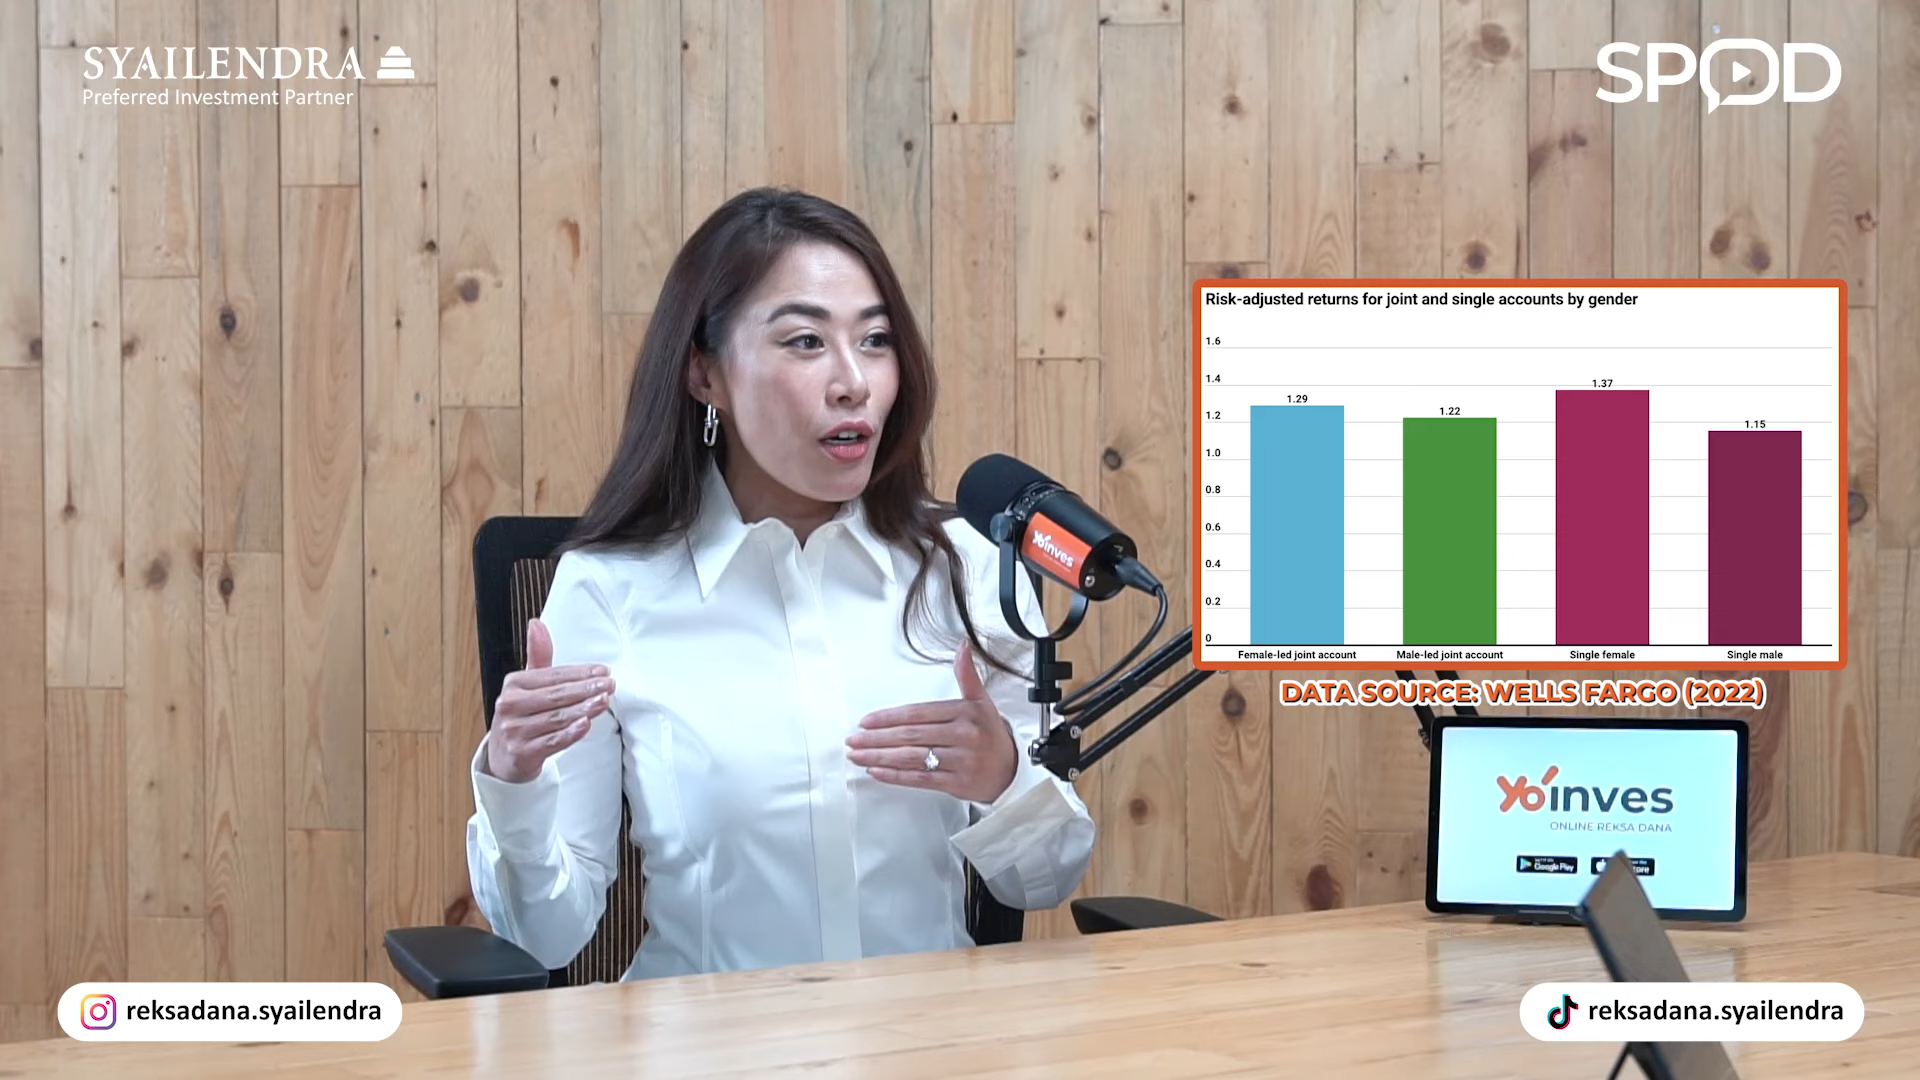 SYAILENDRA
Preferred Investment Partner
SPOD
Risk-adjusted returns for joint and single accounts by gender
1.6
1.4
1.2
1.0
0.8
0.6
0.4
0.2
0
1.29
1.22
1.37
1.15
Female-led joint account
Male-led joint account
Single female
Single male
DATA SOURCE: WELLS FARGO (2022)
yoinves
yoinves
ONLINE REKSA DANA
Google Play
reksadana.syailendra
reksadana.syailendra